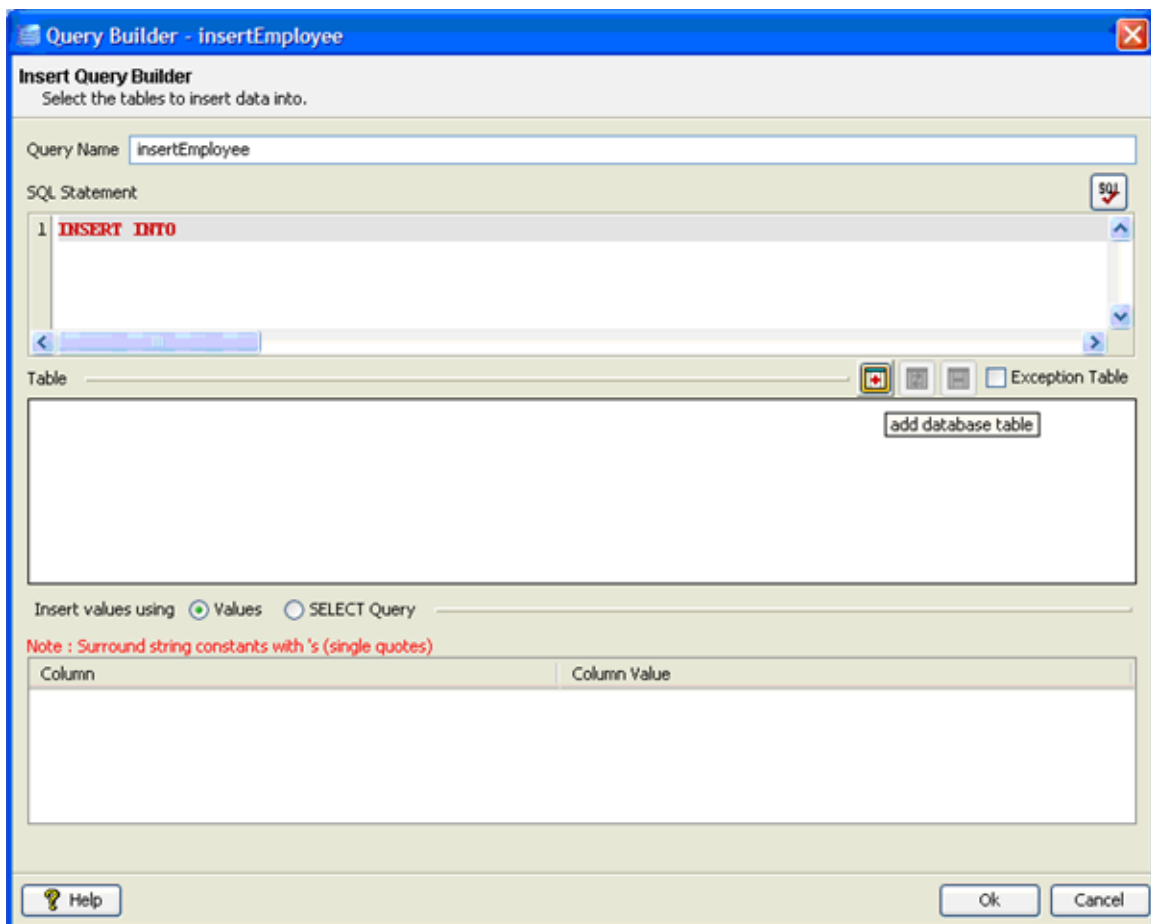 Query Builder - insertEmployee
Insert Query Builder
Select the tables to insert data into.
Query Name insertEmployee
SQL Statement SQL
1 INSERT INTO
Table Exception Table
add database table
Insert values using Values SELECT Query
Note : Surround string constants with 's (single quotes)
Column Column Value
Help Ok Cancel